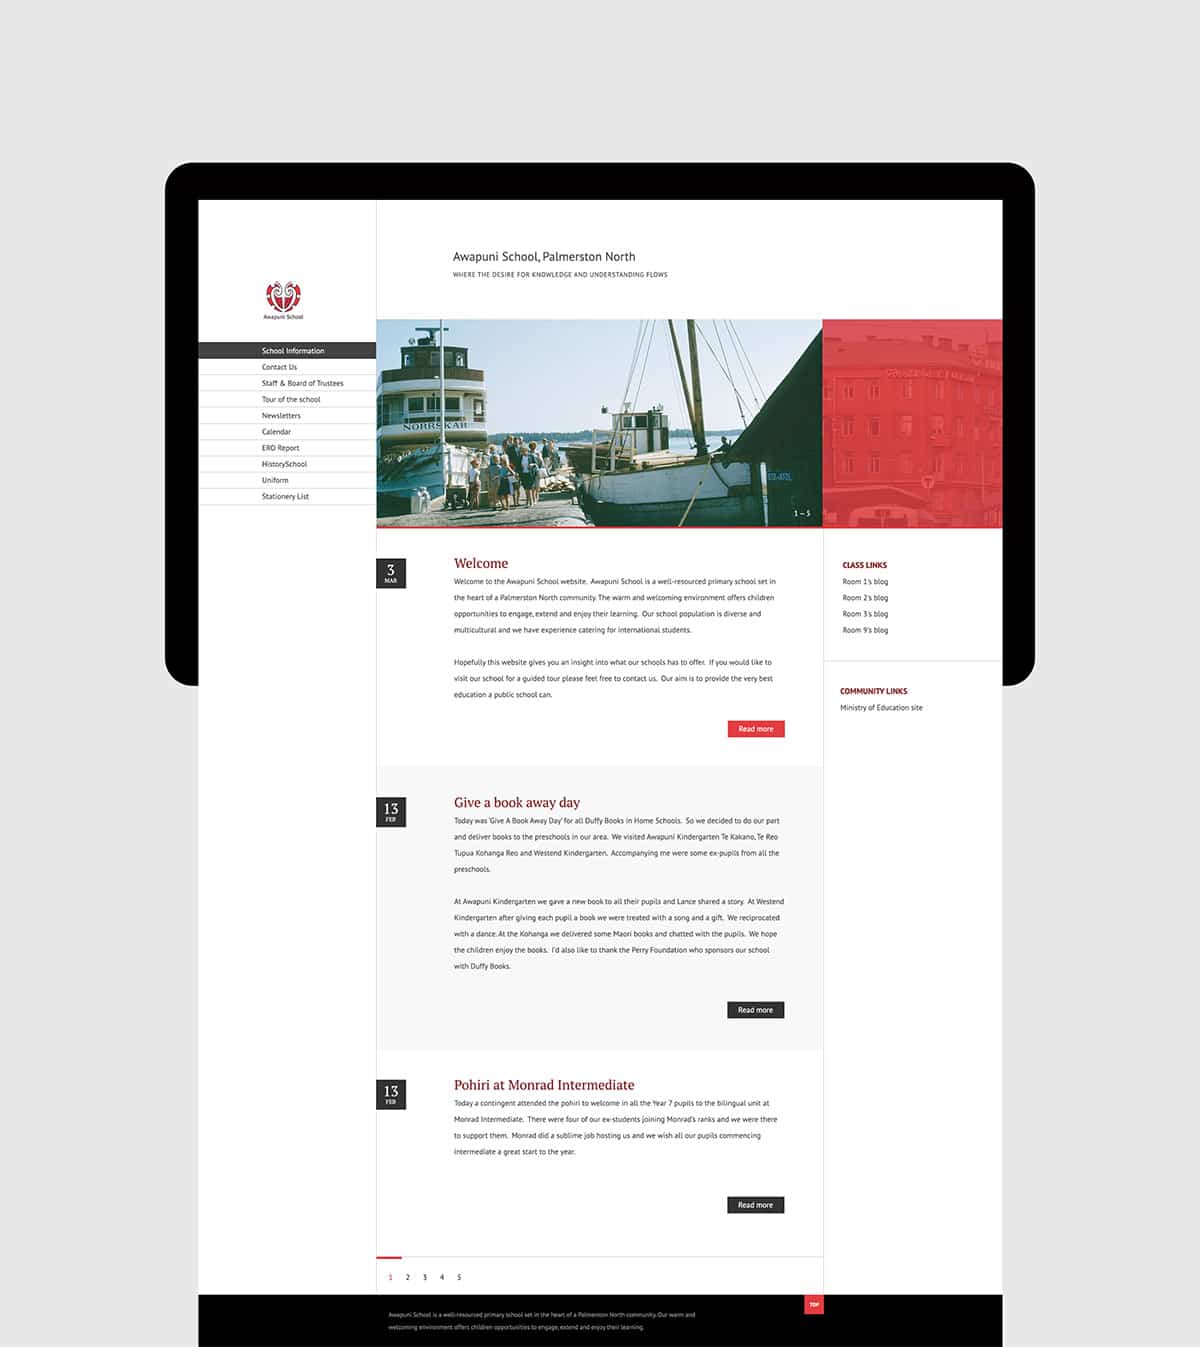 Awapuni School, Palmerston North
WHERE THE DESIRE FOR KNOWLEDGE AND UNDERSTANDING FLOWS
Awapuni School
School Information
Contact Us
Staff & Board of Trustees
Tour of the school
Newsletters
Calendar
ERO Report
HistorySchool
Uniform
Stationery List
NORRSKÄR
1 – 5
3
MAR
Welcome
Welcome to the Awapuni School website. Awapuni School is a well-resourced primary school set in
the heart of a Palmerston North community. The warm and welcoming environment offers children
opportunities to engage, extend and enjoy their learning. Our school population is diverse and
multicultural and we have experience catering for international students.
Hopefully this website gives you an insight into what our schools has to offer. If you would like to
visit our school for a guided tour please feel free to contact us. Our aim is to provide the very best
education a public school can.
Read more
CLASS LINKS
Room 1's blog
Room 2's blog
Room 3's blog
Room 9's blog
COMMUNITY LINKS
Ministry of Education site
13
FEB
Give a book away day
Today was 'Give A Book Away Day' for all Duffy Books in Home Schools. So we decided to do our part
and deliver books to the preschools in our area. We visited Awapuni Kindergarten Te Kakano, Te Reo
Tupua Kohanga Reo and Westend Kindergarten. Accompanying me were some ex-pupils from all the
preschools.
At Awapuni Kindergarten we gave a new book to all their pupils and Lance shared a story. At Westend
Kindergarten after giving each pupil a book we were treated with a song and a gift. We reciprocated
with a dance. At the Kohanga we delivered some Maori books and chatted with the pupils. We hope
the children enjoy the books. I'd also like to thank the Perry Foundation who sponsors our school
with Duffy Books.
Read more
13
FEB
Pohiri at Monrad Intermediate
Today a contingent attended the pohiri to welcome in all the Year 7 pupils to the bilingual unit at
Monrad Intermediate. There were four of our ex-students joining Monrad's ranks and we were there
to support them. Monrad did a sublime job hosting us and we wish all our pupils commencing
intermediate a great start to the year.
Read more
1 2 3 4 5
TOP
Awapuni School is a well-resourced primary school set in the heart of a Palmerston North community. Our warm and
welcoming environment offers children opportunities to engage, extend and enjoy their learning.